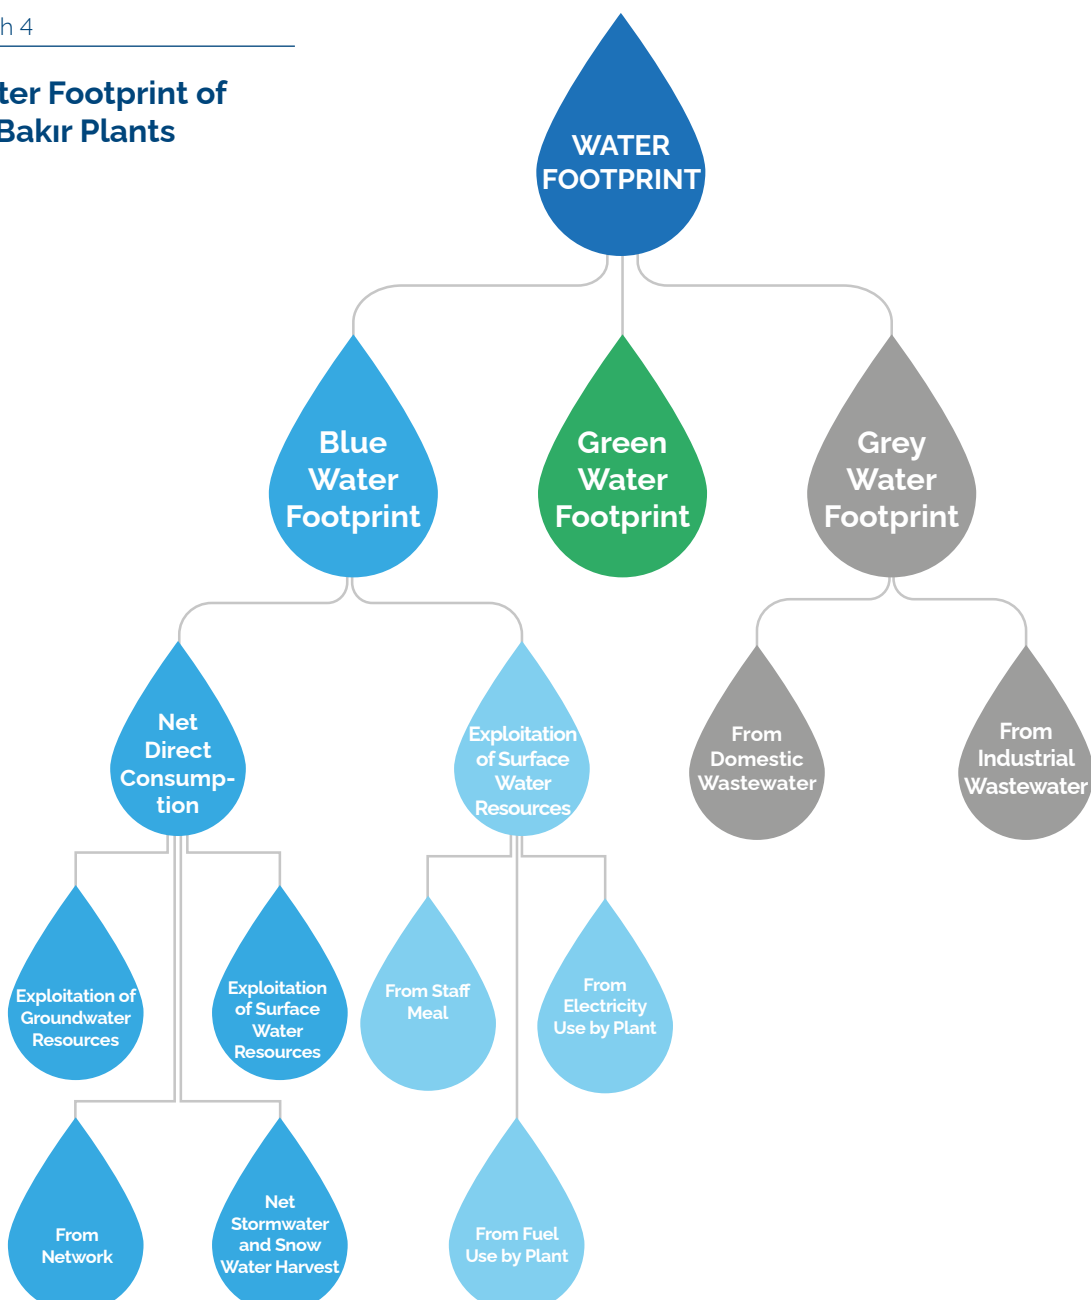 h 4
ter Footprint of
Bakır Plants
WATER
FOOTPRINT
Blue
Water
Footprint
Green
Water
Footprint
Grey
Water
Footprint
Net
Direct
Consump-
tion
Exploitation
of Surface
Water
Resources
From
Domestic
Wastewater
From
Industrial
Wastewater
Exploitation of
Groundwater
Resources
Exploitation
of Surface
Water
Resources
From Staff
Meal
From
Electricity
Use by Plant
From
Network
Net
Stormwater
and Snow
Water Harvest
From Fuel
Use by Plant